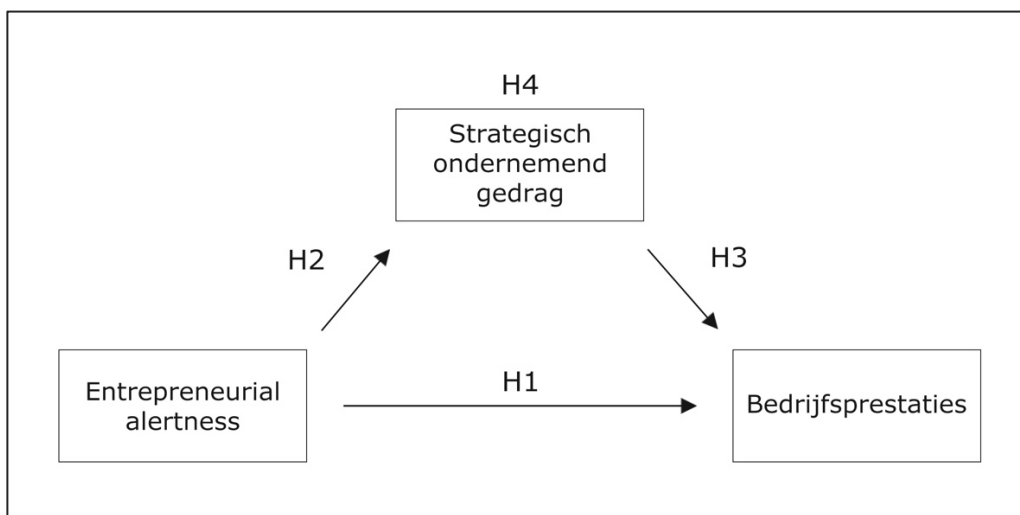 H4
Strategisch
ondernemend
gedrag
H2
H3
Entrepreneurial
alertness
H1
Bedrijfsprestaties